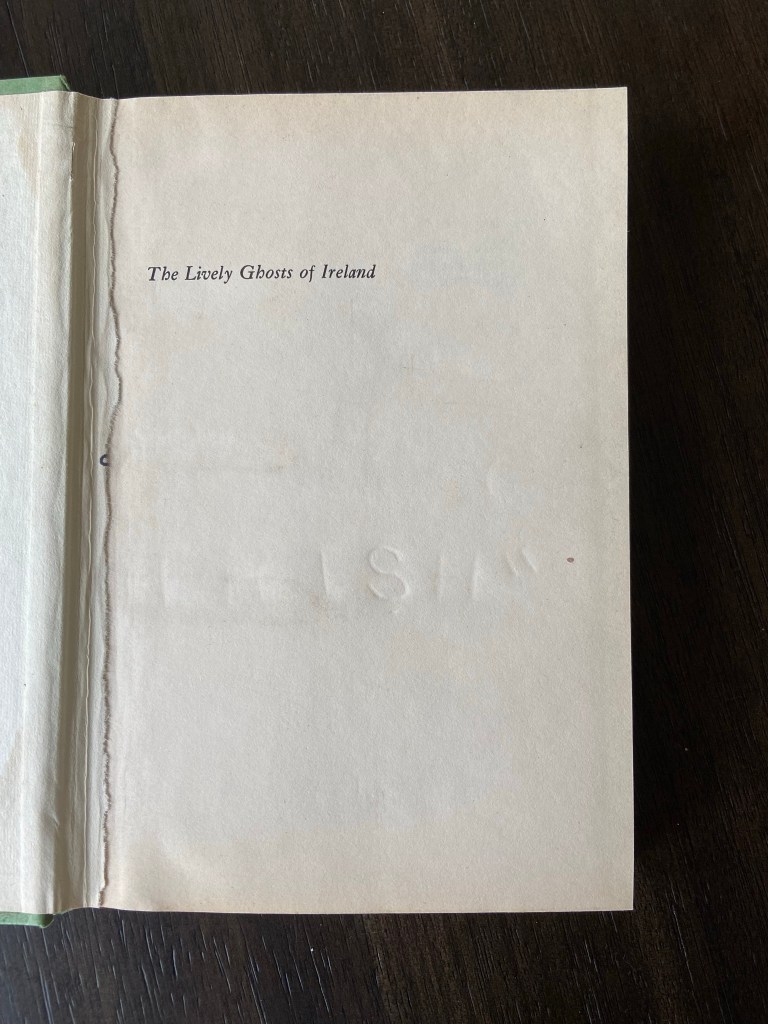 The Lively Ghosts of Ireland